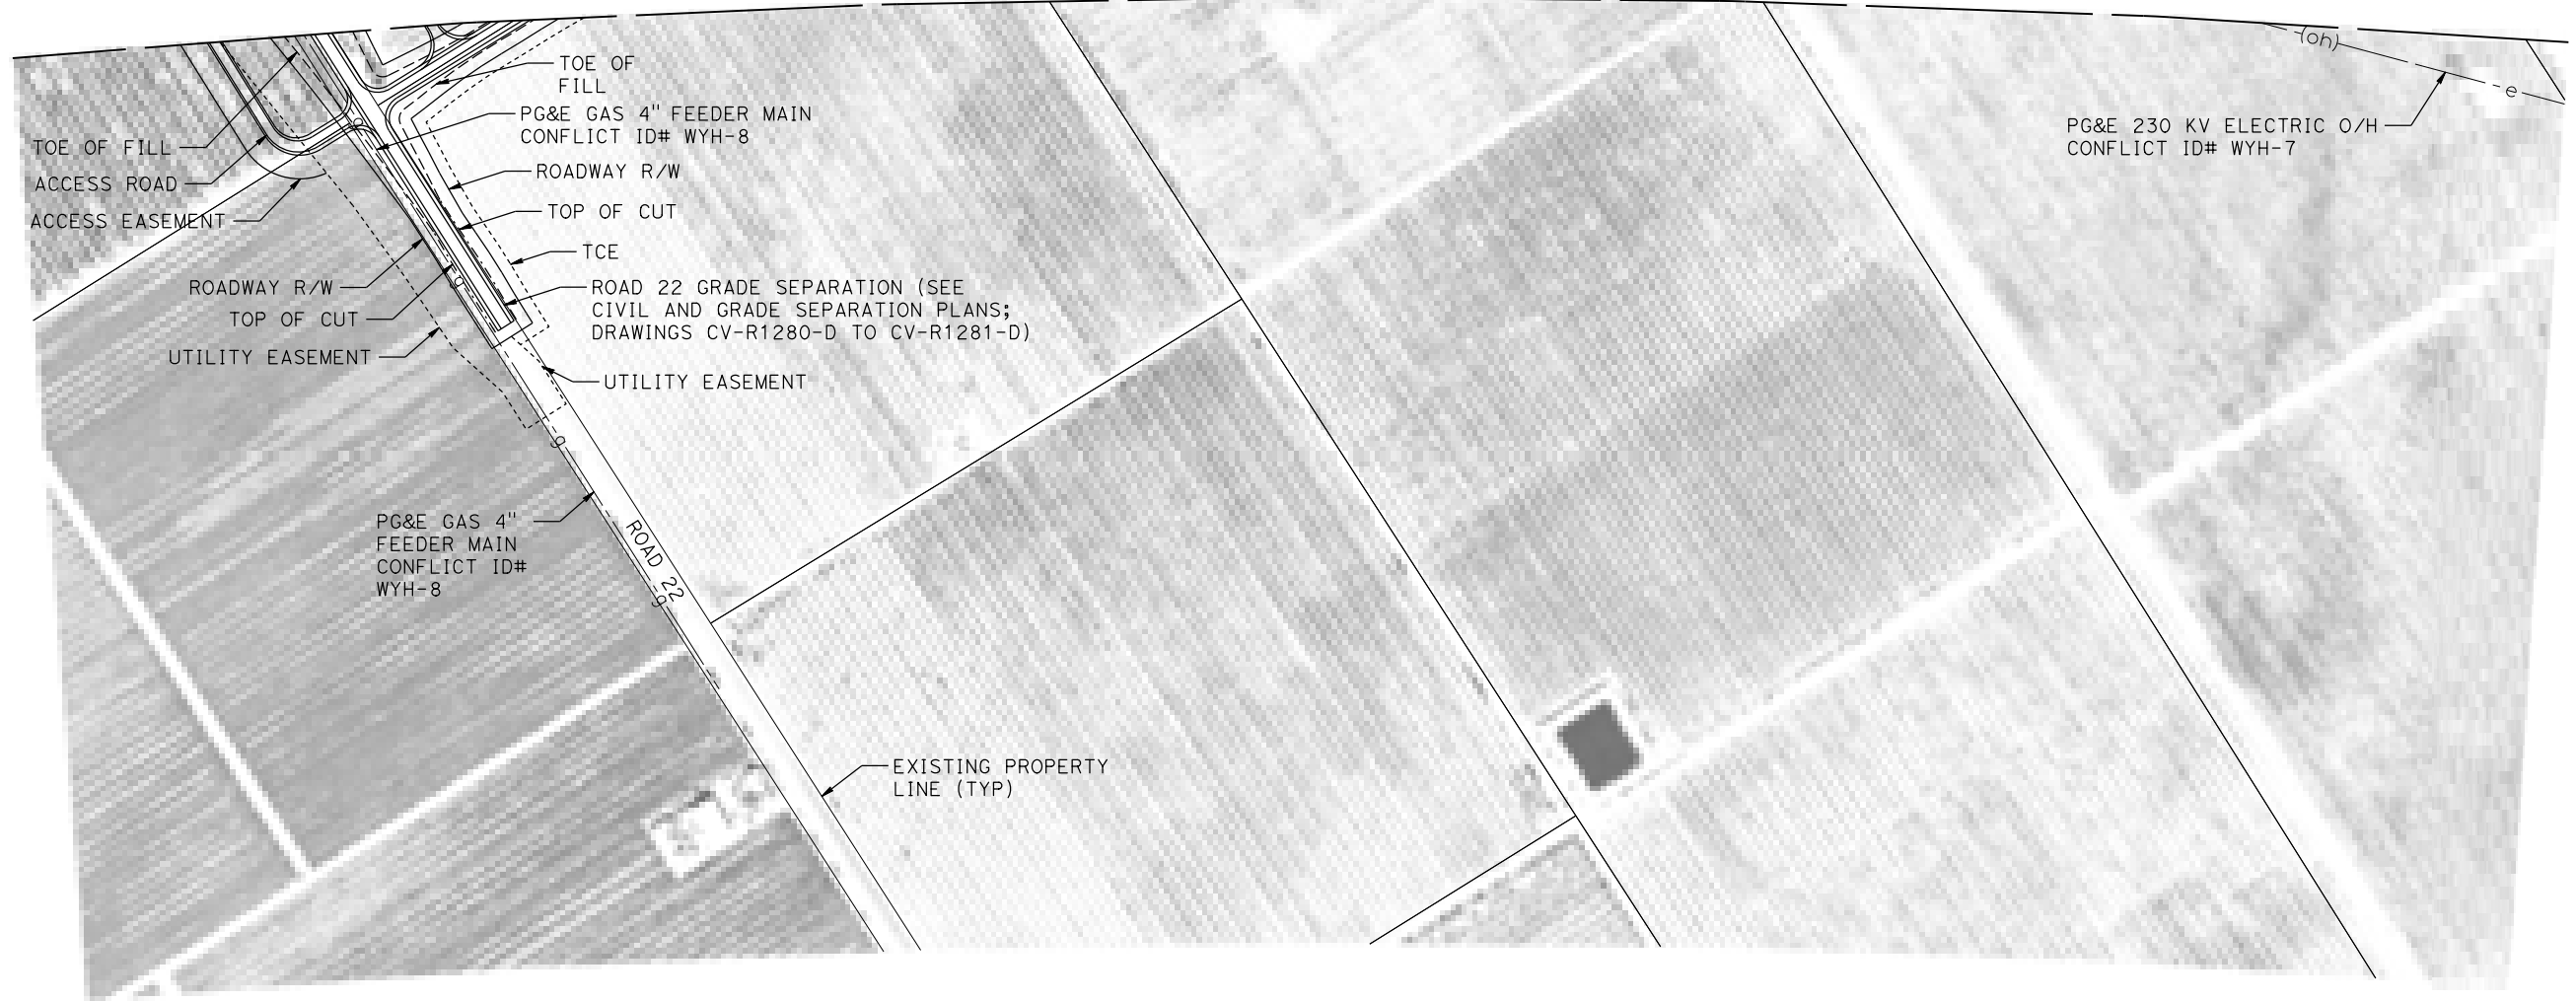 (oh)
e
TOE OF
FILL
PG&E GAS 4" FEEDER MAIN
CONFLICT ID# WYH-8
PG&E 230 KV ELECTRIC O/H
CONFLICT ID# WYH-7
TOE OF FILL
ACCESS ROAD
ACCESS EASEMENT
g
ROADWAY R/W
TOP OF CUT
TCE
ROADWAY R/W
TOP OF CUT
UTILITY EASEMENT
g
ROAD 22 GRADE SEPARATION (SEE
CIVIL AND GRADE SEPARATION PLANS;
DRAWINGS CV-R1280-D TO CV-R1281-D)
UTILITY EASEMENT
g
PG&E GAS 4"
FEEDER MAIN
CONFLICT ID#
WYH-8
ROAD 22
g
EXISTING PROPERTY
LINE (TYP)